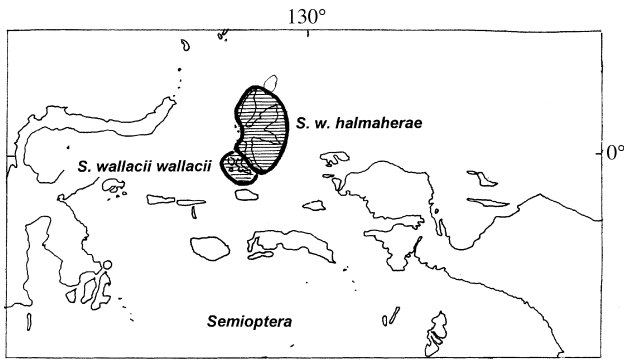 130°
S. w. halmaherae
0°
S. wallacii wallacii
Semioptera